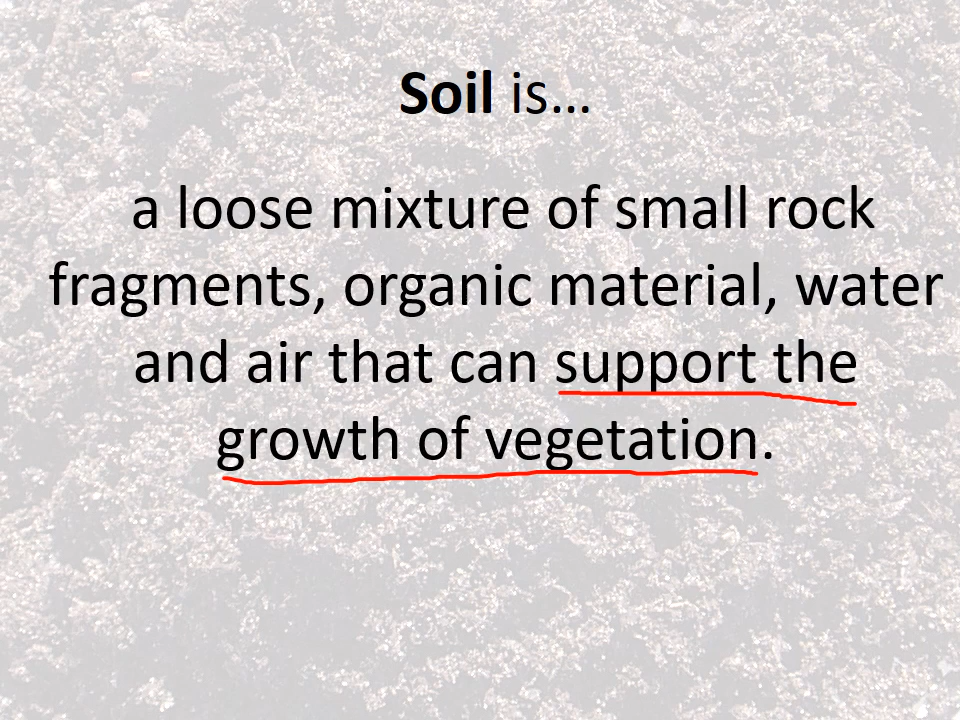 Soil is...
a loose mixture of small rock
fragments, organic material, water
and air that can support the
growth of vegetation.